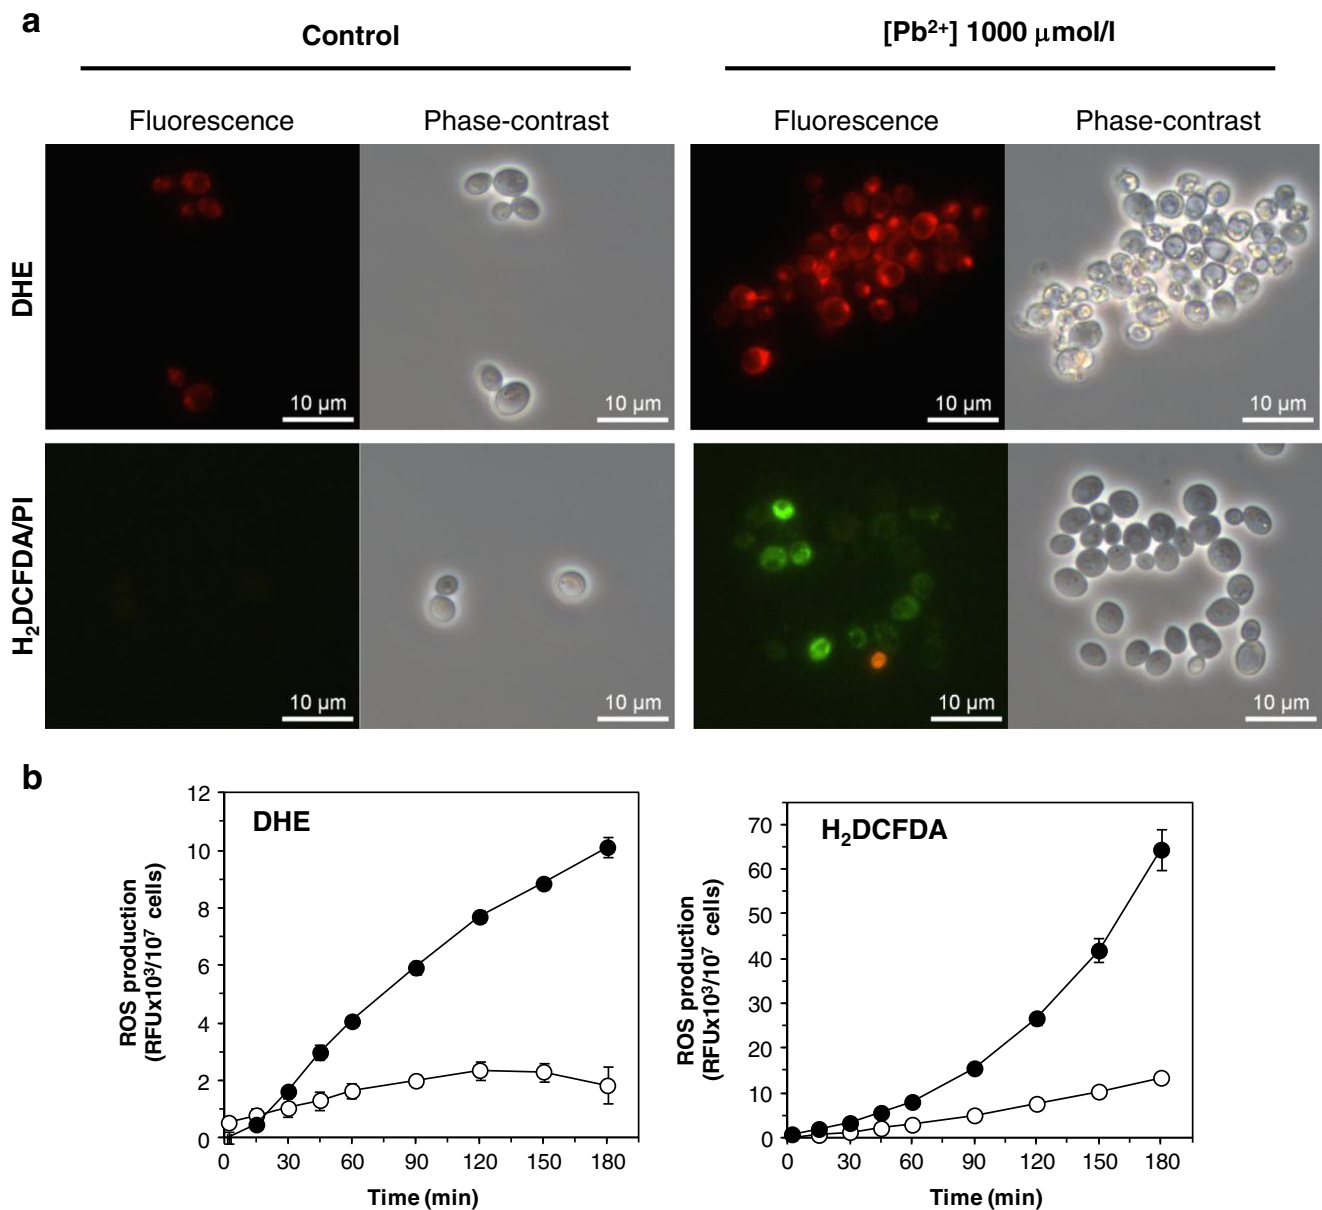 a
Control
[Pb²⁺] 1000 μmol/l
Fluorescence
Phase-contrast
Fluorescence
Phase-contrast
DHE
10 μm
10 μm
10 μm
10 μm
H₂DCFDA/PI
10 μm
10 μm
10 μm
10 μm
b
DHE
ROS production
(RFUx10³/10⁷ cells)
12
10
8
6
4
2
0
0 30 60 90 120 150 180
Time (min)
H₂DCFDA
ROS production
(RFUx10³/10⁷ cells)
70
60
50
40
30
20
10
0
0 30 60 90 120 150 180
Time (min)